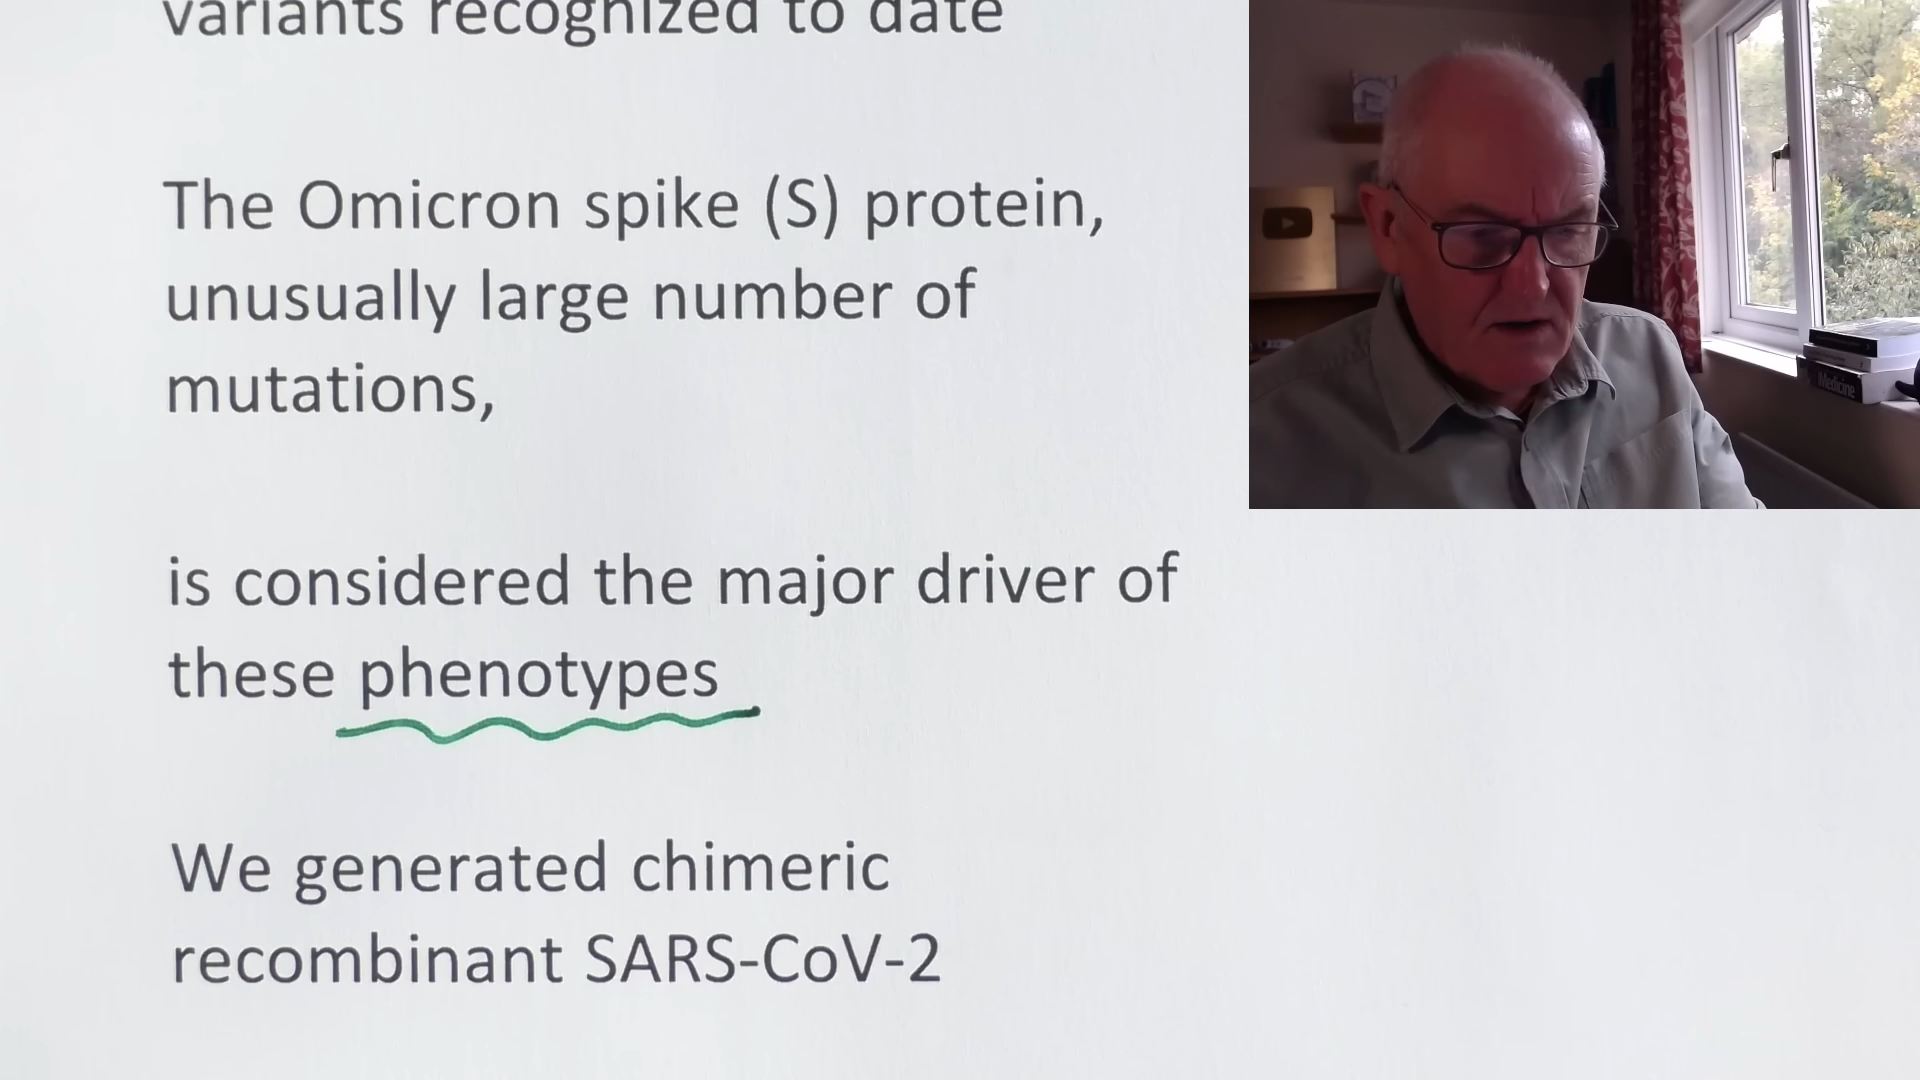 variants recognized to date
The Omicron spike (S) protein,
unusually large number of
mutations,
is considered the major driver of
these phenotypes
We generated chimeric
recombinant SARS-CoV-2
Medicine